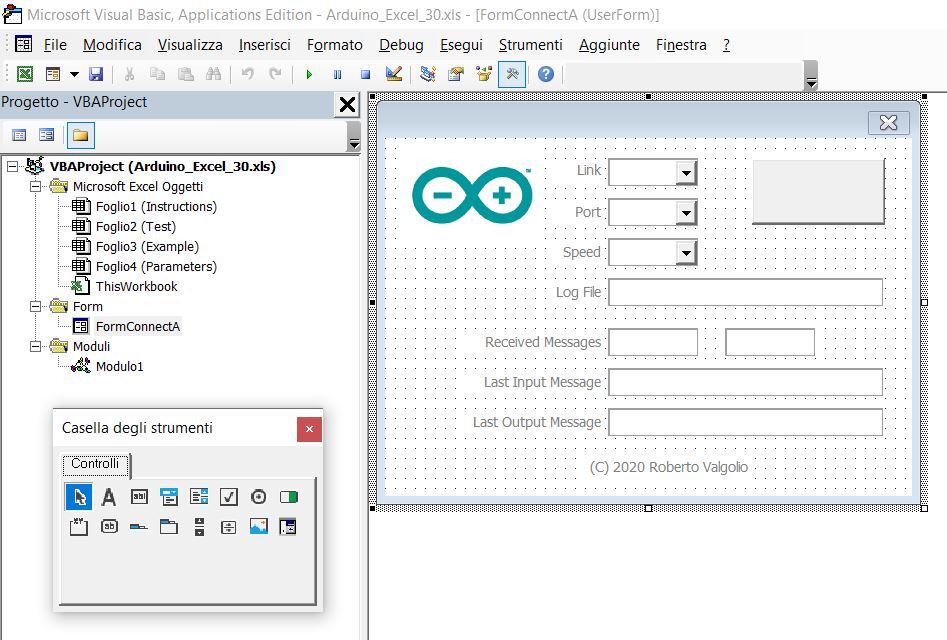 Microsoft Visual Basic, Applications Edition - Arduino_Excel_30.xls - [FormConnectA (UserForm)]
File Modifica Visualizza Inserisci Formato Debug Esegui Strumenti Aggiunte Finestra ?
Progetto - VBAProject
VBAProject (Arduino_Excel_30.xls)
Microsoft Excel Oggetti
Foglio1 (Instructions)
Foglio2 (Test)
Foglio3 (Example)
Foglio4 (Parameters)
ThisWorkbook
Form
FormConnectA
Moduli
Modulo1
Casella degli strumenti
Controlli
A
abl
XY
ab
Link
Port
Speed
Log File
Received Messages
Last Input Message
Last Output Message
(C) 2020 Roberto Valgolio